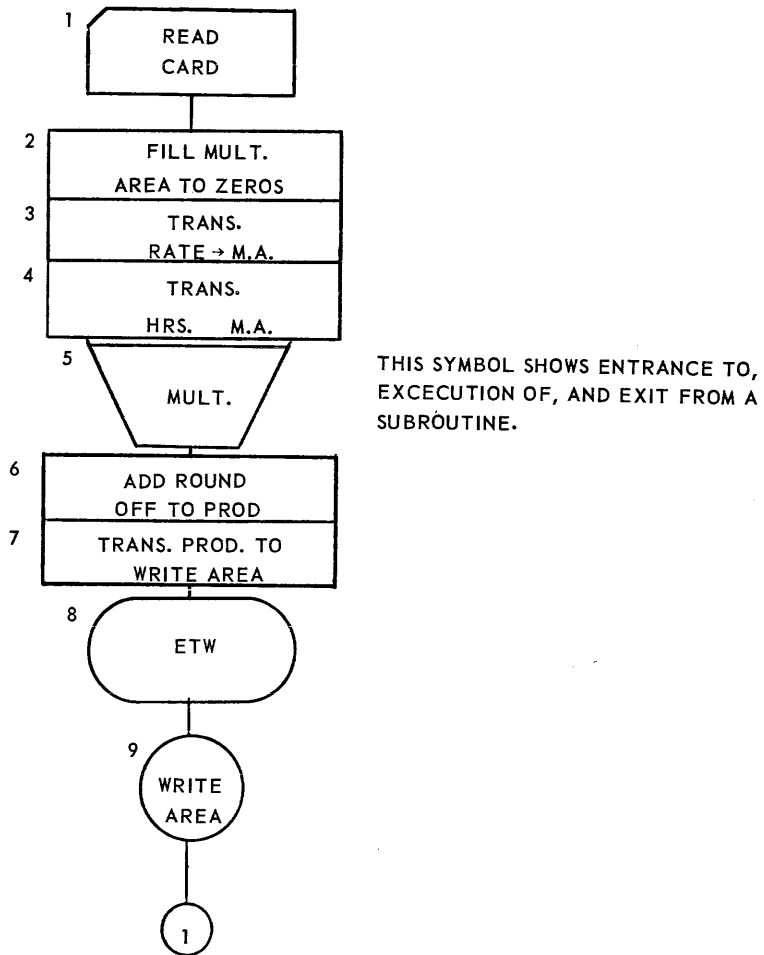 1
READ
CARD
2
FILL MULT.
AREA TO ZEROS
3
TRANS.
RATE → M.A.
4
TRANS.
HRS. M.A.
5
MULT.
THIS SYMBOL SHOWS ENTRANCE TO,
EXCECUTION OF, AND EXIT FROM A
SUBROUTINE.
6
ADD ROUND
OFF TO PROD
7
TRANS. PROD. TO
WRITE AREA
8
ETW
9
WRITE
AREA
1